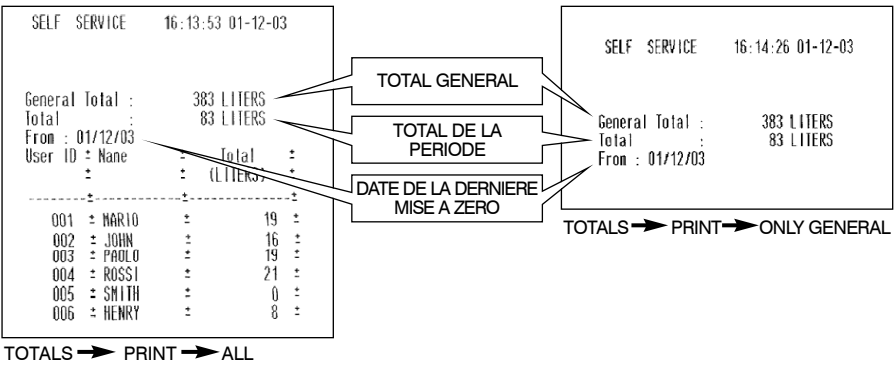 SELF SERVICE 16:13:53 01-12-03
General Total : 383 LITERS
Total : 83 LITERS
From : 01/12/03
User ID ± Name ± Total ±
± ± (LITERS) ±
-------±-----------±-----------±
001 ± MARIO ± 19 ±
002 ± JOHN ± 16 ±
003 ± PAOLO ± 19 ±
004 ± ROSSI ± 21 ±
005 ± SMITH ± 0 ±
006 ± HENRY ± 8 ±
TOTALS → PRINT → ALL
TOTAL GENERAL
TOTAL DE LA
PERIODE
DATE DE LA DERNIERE
MISE A ZERO
SELF SERVICE 16:14:26 01-12-03
General Total : 383 LITERS
Total : 83 LITERS
From : 01/12/03
TOTALS → PRINT → ONLY GENERAL